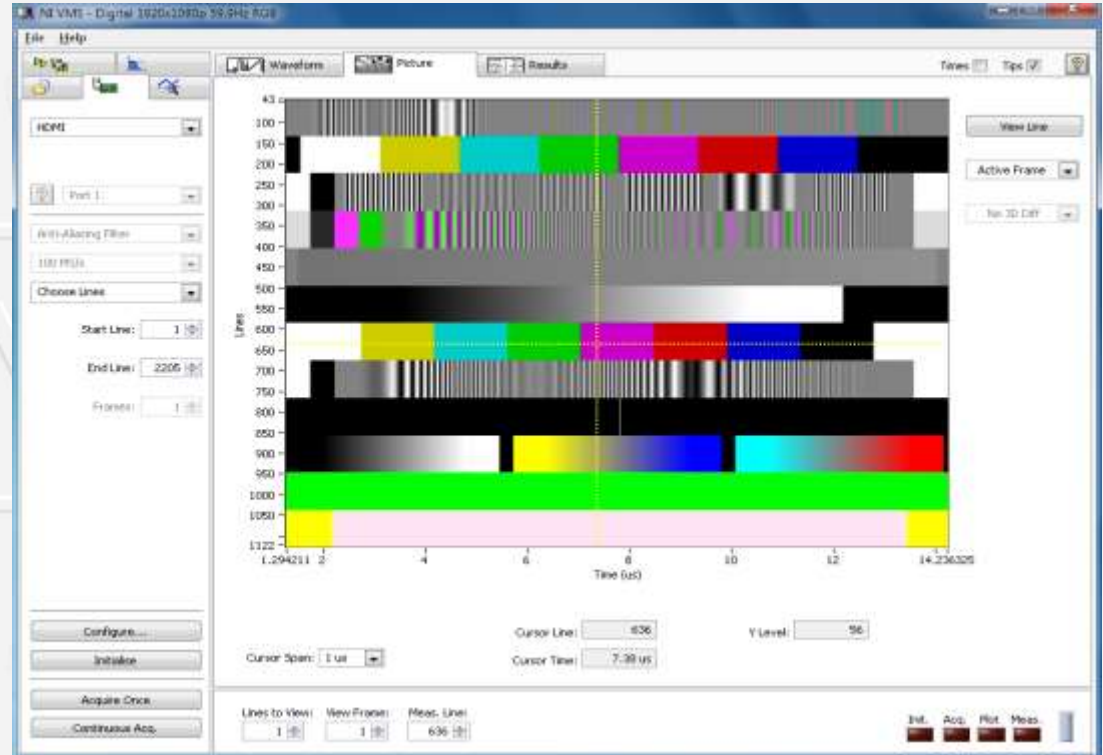 NI VMS - Digital 1920x1080p 59.9Hz RGB
File Help
Waveform Picture Results Times Tips
HDMI
Port 1
Anti-Aliasing Filter
100 MS/s
Choose Lines
Start Line: 1
End Line: 2205
Frames: 1
Configure...
Initialise
Acquire Once
Continuous Acq.
43
100
150
200
250
300
350
400
450
500
550
600
650
700
750
800
850
900
950
1000
1050
1122
Lines
1.294211 2 4 6 8 10 12 14.236325
Time (us)
View Line
Active Frame
No 3D Diff
Cursor Line: 636 Y Level: 56
Cursor Span: 1 us Cursor Time: 7.38 us
Lines to View: View Frame: Meas. Line:
1 1 636
Init. Acq. Plot Meas.